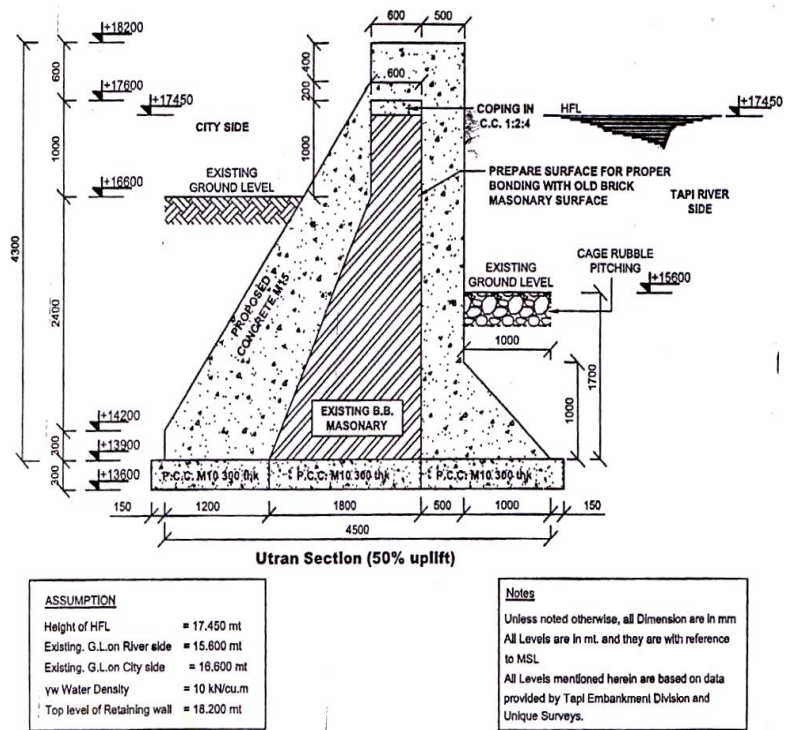 600 500
+18200
400
600
600
+17600
200
+17450
COPING IN
C.C. 1:2:4
HFL
+17450
CITY SIDE
1000
1000
EXISTING
GROUND LEVEL
PREPARE SURFACE FOR PROPER
BONDING WITH OLD BRICK
MASONARY SURFACE
+16600
TAPI RIVER
SIDE
4300
EXISTING
GROUND LEVEL
CAGE RUBBLE
PITCHING
+15600
PROPOSED
CONCRETE M15
2400
1000
1700
1000
+14200
EXISTING B.B.
MASONARY
300
+13900
300
+13600
P.C.C. M10 300 thk
P.C.C. M10 300 thk
P.C.C. M10 300 thk
150 1200 1800 500 1000 150
4500
Utran Section (50% uplift)
ASSUMPTION
Height of HFL = 17.450 mt
Existing. G.L.on River side = 15.600 mt
Existing. G.L.on City side = 16.600 mt
γw Water Density = 10 kN/cu.m
Top level of Retaining wall = 18.200 mt
Notes
Unless noted otherwise, all Dimension are in mm
All Levels are in mt. and they are with reference
to MSL
All Levels mentioned herein are based on data
provided by Tapi Embankment Division and
Unique Surveys.